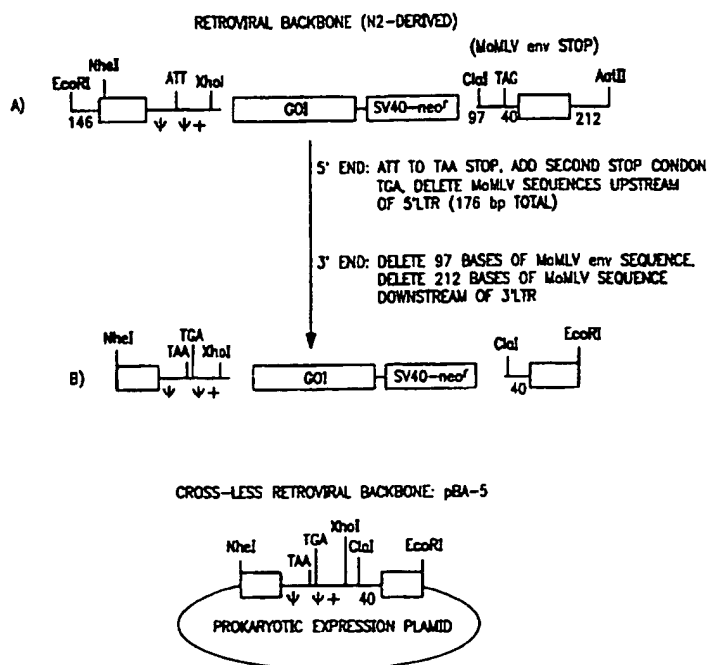 RETROVIRAL BACKBONE (N2-DERIVED)
(MoMLV env STOP)
A)
EcoRI NheI ATT XhoI ClaI TAG AatII
GOI SV40-neoʳ
146 ψ ψ+ 97 40 212
5' END: ATT TO TAA STOP, ADD SECOND STOP CONDON
TGA, DELETE MoMLV SEQUENCES UPSTREAM
OF 5'LTR (176 bp TOTAL)
3' END: DELETE 97 BASES OF MoMLV env SEQUENCE.
DELETE 212 BASES OF MoMLV SEQUENCE
DOWNSTREAM OF 3'LTR
B)
NheI TAA TGA XhoI ClaI EcoRI
GOI SV40-neoʳ
ψ ψ+ 40
CROSS-LESS RETROVIRAL BACKBONE: pBA-5
NheI TAA TGA XhoI ClaI EcoRI
ψ ψ+ 40
PROKARYOTIC EXPRESSION PLAMID